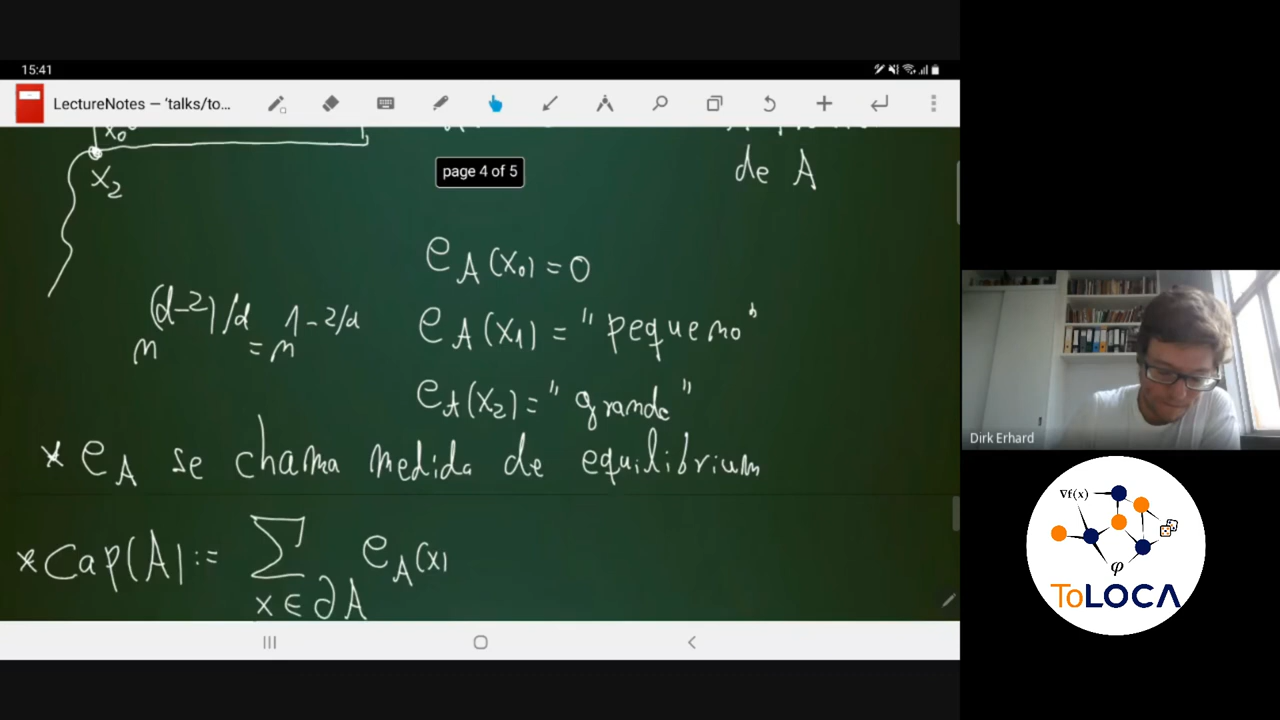 15:41
LectureNotes — 'talks/to...
x₀
x₂
page 4 of 5
de A
e_A(x₀) = 0
n^{(d-2)/d} = n^{1-2/d}
e_A(x₁) = "pequeno"
e_A(x₂) = "grande"
* e_A se chama medida de equilibrium
* Cap(A) := ∑_{x∈∂A} e_A(x)
Dirk Erhard
∇f(x)
φ
ToLOCA